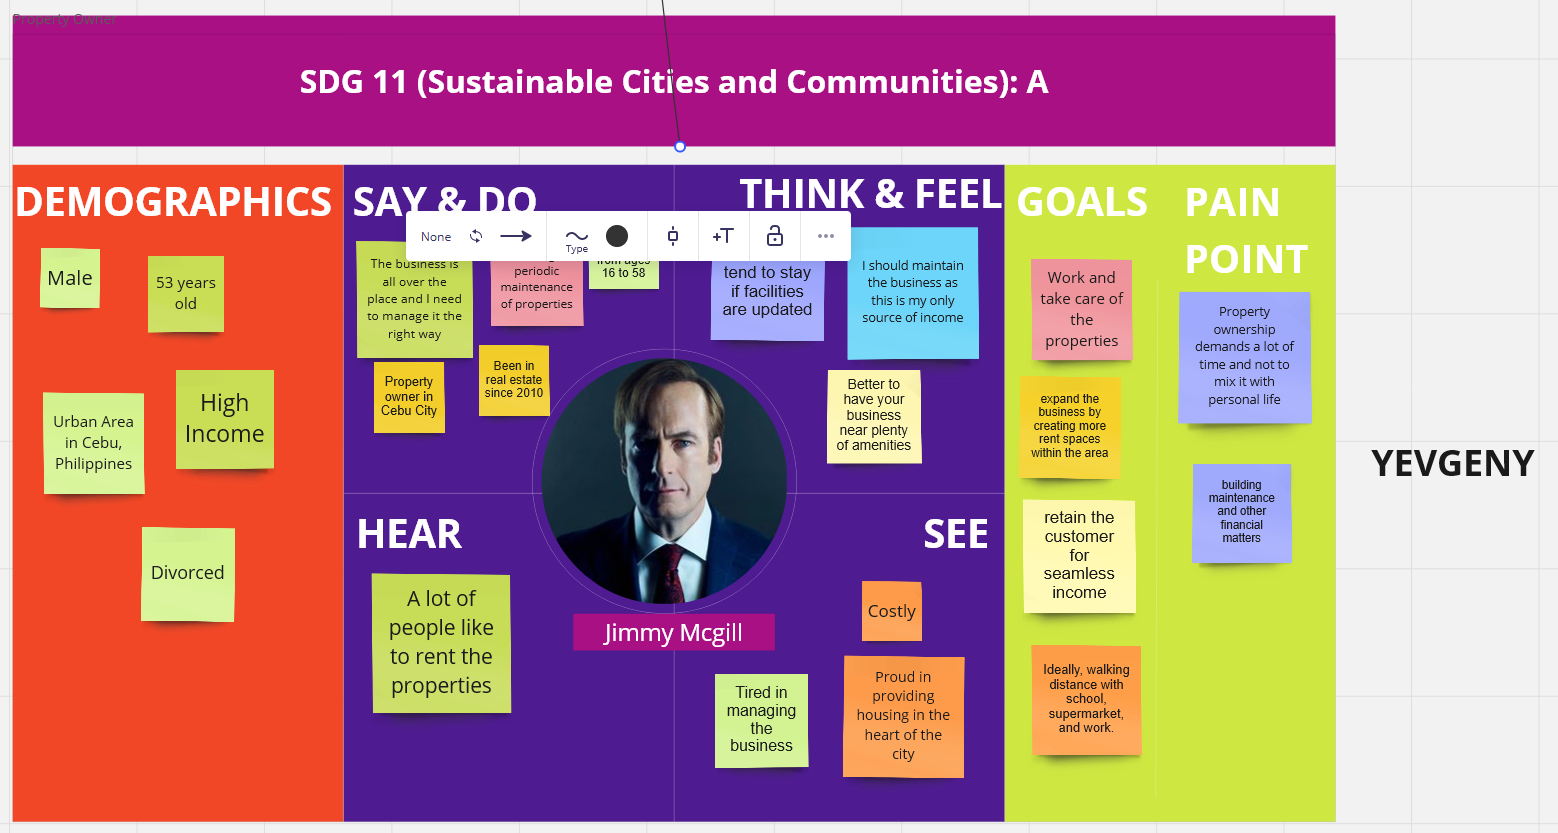 Property Owner
SDG 11 (Sustainable Cities and Communities): A
DEMOGRAPHICS
Male
53 years
old
Urban Area
in Cebu,
Philippines
High
Income
Divorced
SAY & DO
None
Type
The business is
all over the
place and I need
to manage it the
right way
periodic
maintenance
of properties
from ages
16 to 58
Property
owner in
Cebu City
Been in
real estate
since 2010
THINK & FEEL
tend to stay
if facilities
are updated
I should maintain
the business as
this is my only
source of income
Better to
have your
business
near plenty
of amenities
HEAR
A lot of
people like
to rent the
properties
Jimmy Mcgill
SEE
Costly
Tired in
managing
the
business
Proud in
providing
housing in the
heart of the
city
GOALS
Work and
take care of
the
properties
expand the
business by
creating more
rent spaces
within the area
retain the
customer
for
seamless
income
Ideally, walking
distance with
school,
supermarket,
and work.
PAIN
POINT
Property
ownership
demands a lot of
time and not to
mix it with
personal life
building
maintenance
and other
financial
matters
YEVGENY